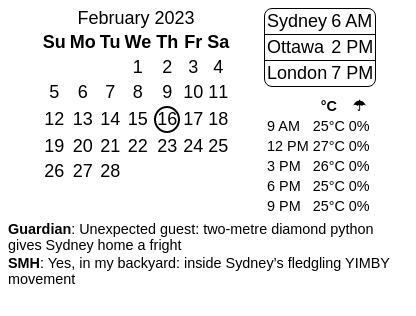 February 2023
Su Mo Tu We Th Fr Sa
1 2 3 4
5 6 7 8 9 10 11
12 13 14 15 16 17 18
19 20 21 22 23 24 25
26 27 28
Sydney 6 AM
Ottawa 2 PM
London 7 PM
°C ☂
9 AM 25°C 0%
12 PM 27°C 0%
3 PM 26°C 0%
6 PM 25°C 0%
9 PM 25°C 0%
Guardian: Unexpected guest: two-metre diamond python
gives Sydney home a fright
SMH: Yes, in my backyard: inside Sydney’s fledgling YIMBY
movement